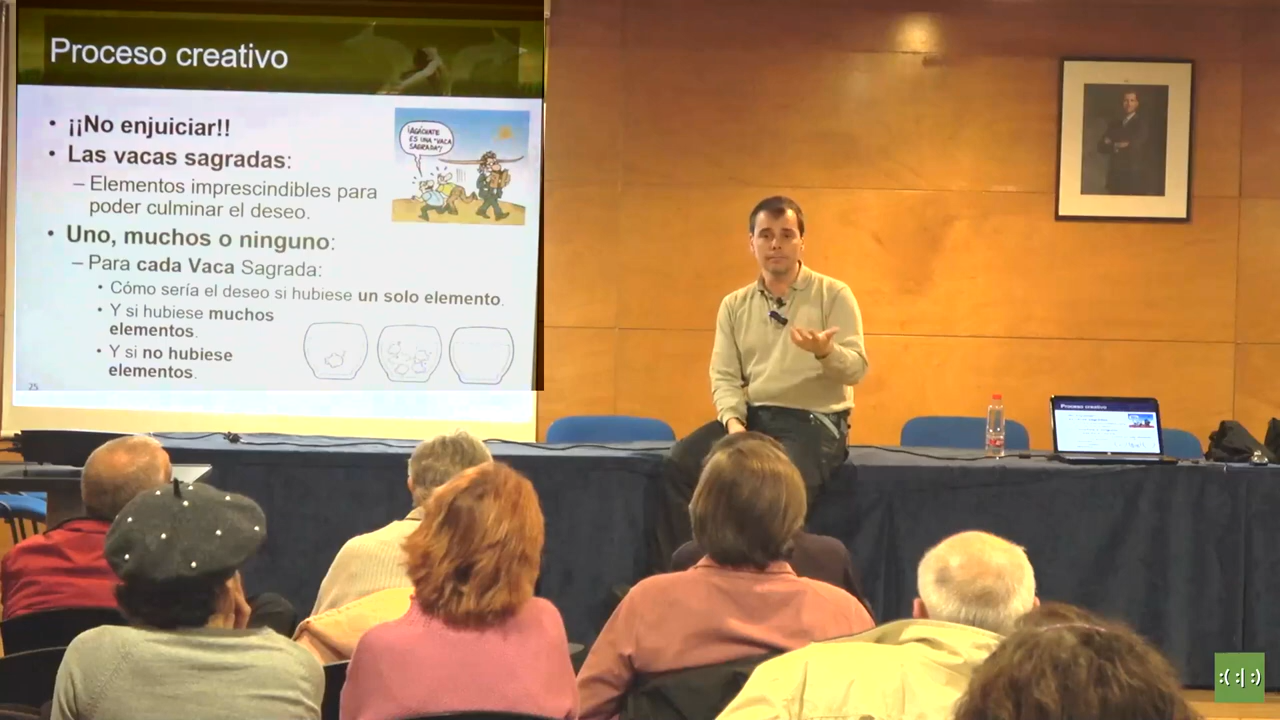 Proceso creativo
• ¡¡No enjuiciar!!
• Las vacas sagradas:
– Elementos imprescindibles para
poder culminar el deseo.
• Uno, muchos o ninguno:
– Para cada Vaca Sagrada:
• Cómo sería el deseo si hubiese un solo elemento.
• Y si hubiese muchos
elementos.
• Y si no hubiese
elementos.
25
¡AGÁCHATE
ES UNA "VACA
SAGRADA"!
Proceso creativo
:( :| :)